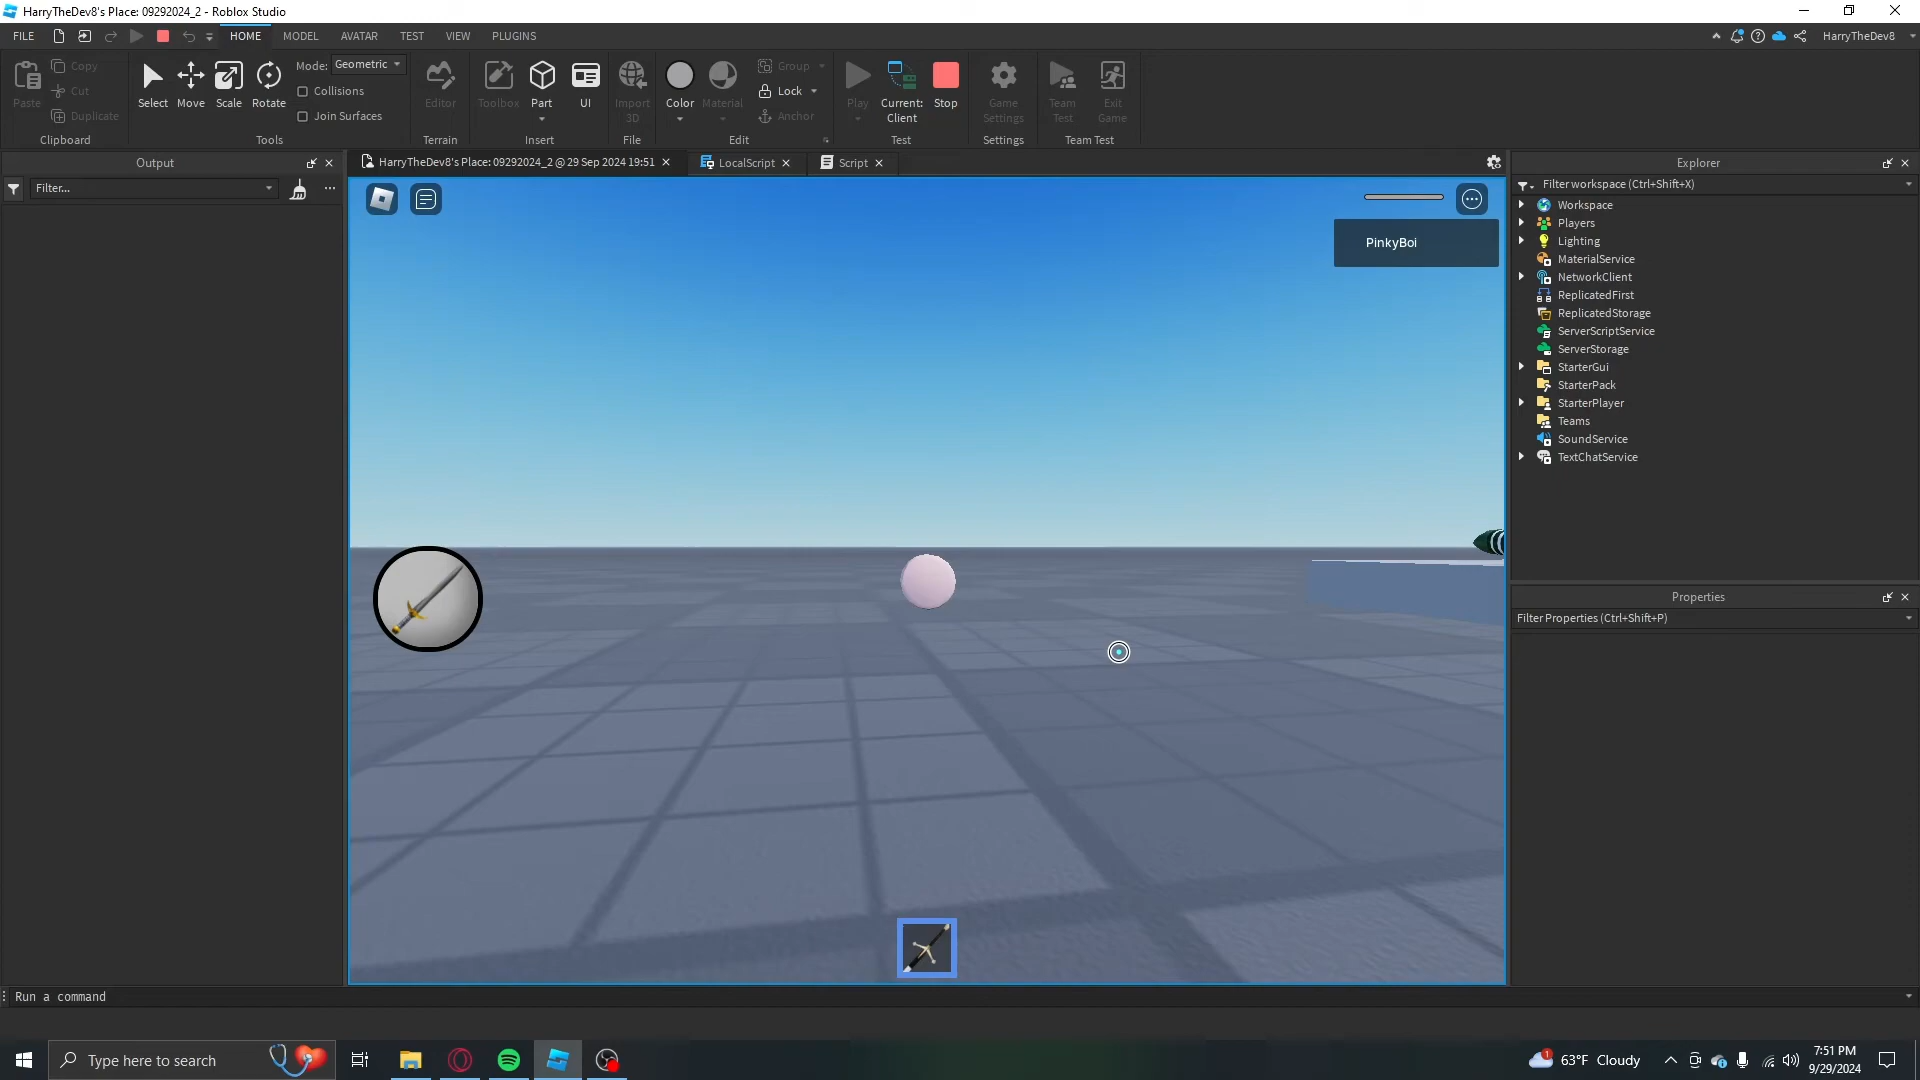 HarryTheDev8's Place: 09292024_2 - Roblox Studio
FILE HOME MODEL AVATAR TEST VIEW PLUGINS HarryTheDev8
Paste
Copy
Cut
Duplicate
Clipboard
Select Move Scale Rotate
Mode: Geometric
Collisions
Join Surfaces
Tools
Editor
Terrain
Toolbox Part UI
Insert
Import
3D
File
Color Material
Group
Lock
Anchor
Edit
Play Current:
Client Stop
Test
Game
Settings
Settings
Team
Test
Exit
Game
Team Test
Output
Filter...
HarryTheDev8's Place: 09292024_2 @ 29 Sep 2024 19:51 LocalScript Script
PinkyBoi
Explorer
Filter workspace (Ctrl+Shift+X)
Workspace
Players
Lighting
MaterialService
NetworkClient
ReplicatedFirst
ReplicatedStorage
ServerScriptService
ServerStorage
StarterGui
StarterPack
StarterPlayer
Teams
SoundService
TextChatService
Properties
Filter Properties (Ctrl+Shift+P)
Run a command
Type here to search
1
63°F Cloudy
7:51 PM
9/29/2024